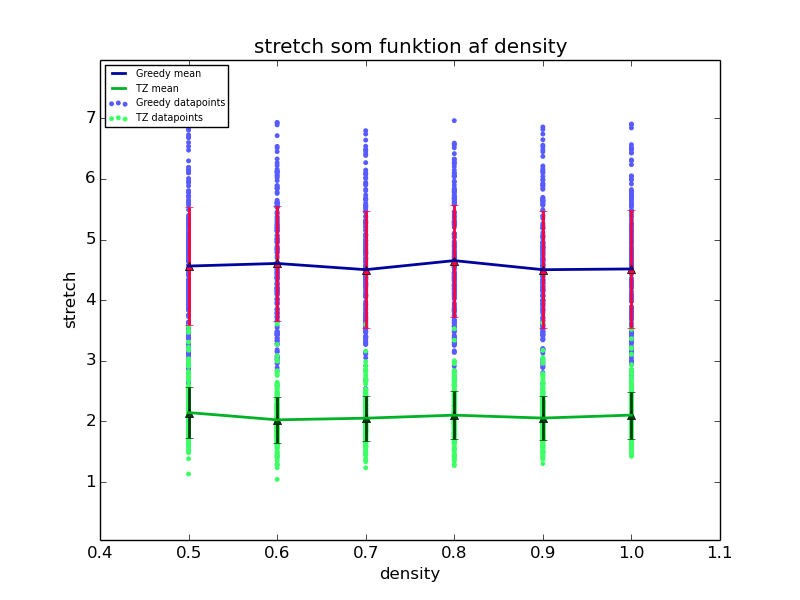 stretch som funktion af density
Greedy mean
TZ mean
Greedy datapoints
TZ datapoints
7
6
5
4
3
2
1
stretch
0.4 0.5 0.6 0.7 0.8 0.9 1.0 1.1
density